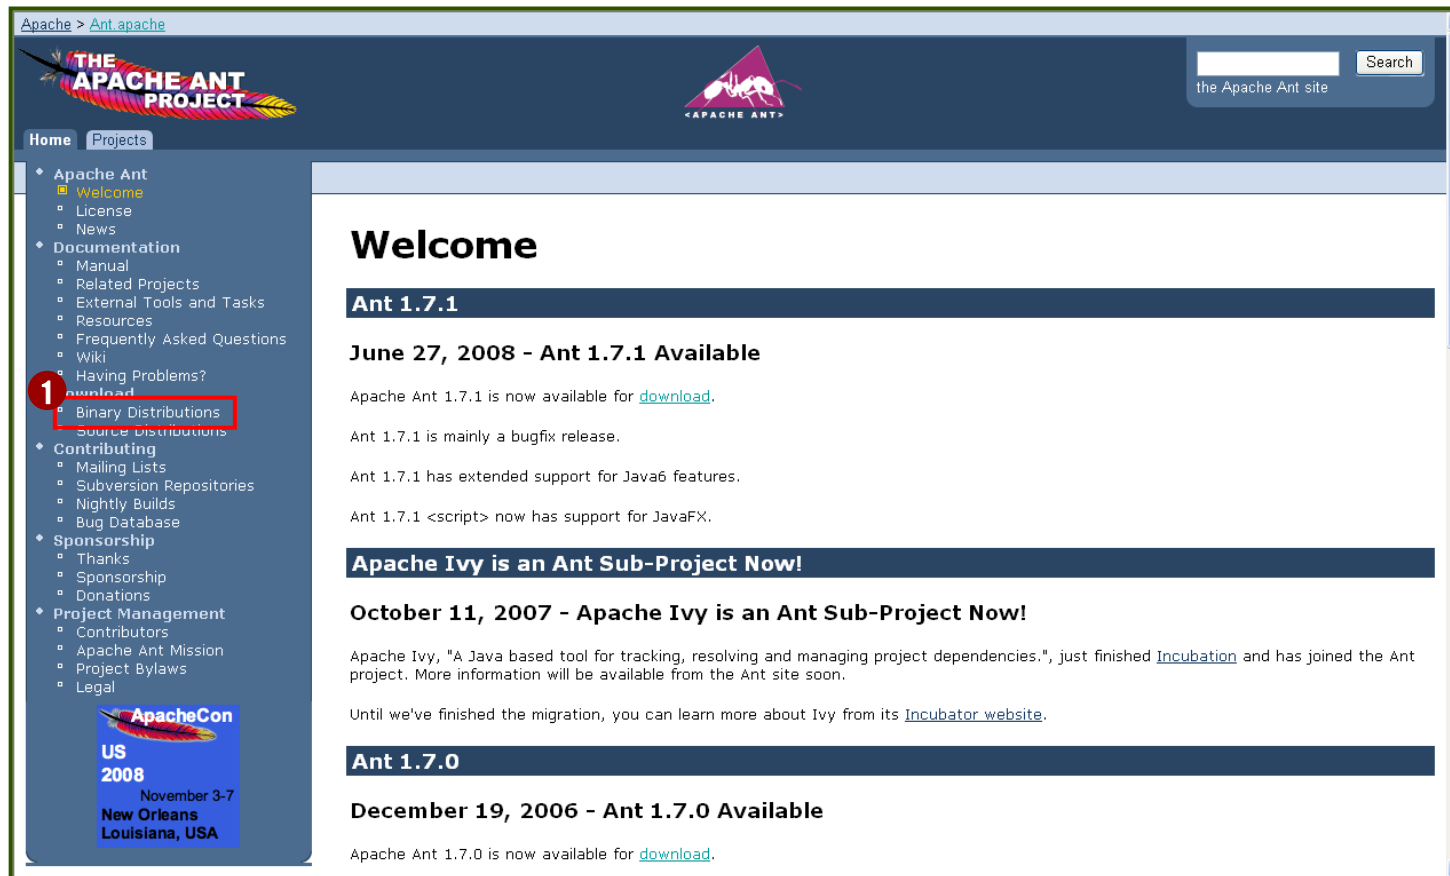 Apache > Ant.apache
THE
APACHE ANT
PROJECT
<APACHE ANT>
Search
the Apache Ant site
Home
Projects
Apache Ant
Welcome
License
News
Documentation
Manual
Related Projects
External Tools and Tasks
Resources
Frequently Asked Questions
Wiki
Having Problems?
1
Download
Binary Distributions
Source Distributions
Contributing
Mailing Lists
Subversion Repositories
Nightly Builds
Bug Database
Sponsorship
Thanks
Sponsorship
Donations
Project Management
Contributors
Apache Ant Mission
Project Bylaws
Legal
ApacheCon
US
2008
November 3-7
New Orleans
Louisiana, USA
Welcome
Ant 1.7.1
June 27, 2008 - Ant 1.7.1 Available
Apache Ant 1.7.1 is now available for download.
Ant 1.7.1 is mainly a bugfix release.
Ant 1.7.1 has extended support for Java6 features.
Ant 1.7.1 <script> now has support for JavaFX.
Apache Ivy is an Ant Sub-Project Now!
October 11, 2007 - Apache Ivy is an Ant Sub-Project Now!
Apache Ivy, "A Java based tool for tracking, resolving and managing project dependencies.", just finished Incubation and has joined the Ant
project. More information will be available from the Ant site soon.
Until we've finished the migration, you can learn more about Ivy from its Incubator website.
Ant 1.7.0
December 19, 2006 - Ant 1.7.0 Available
Apache Ant 1.7.0 is now available for download.